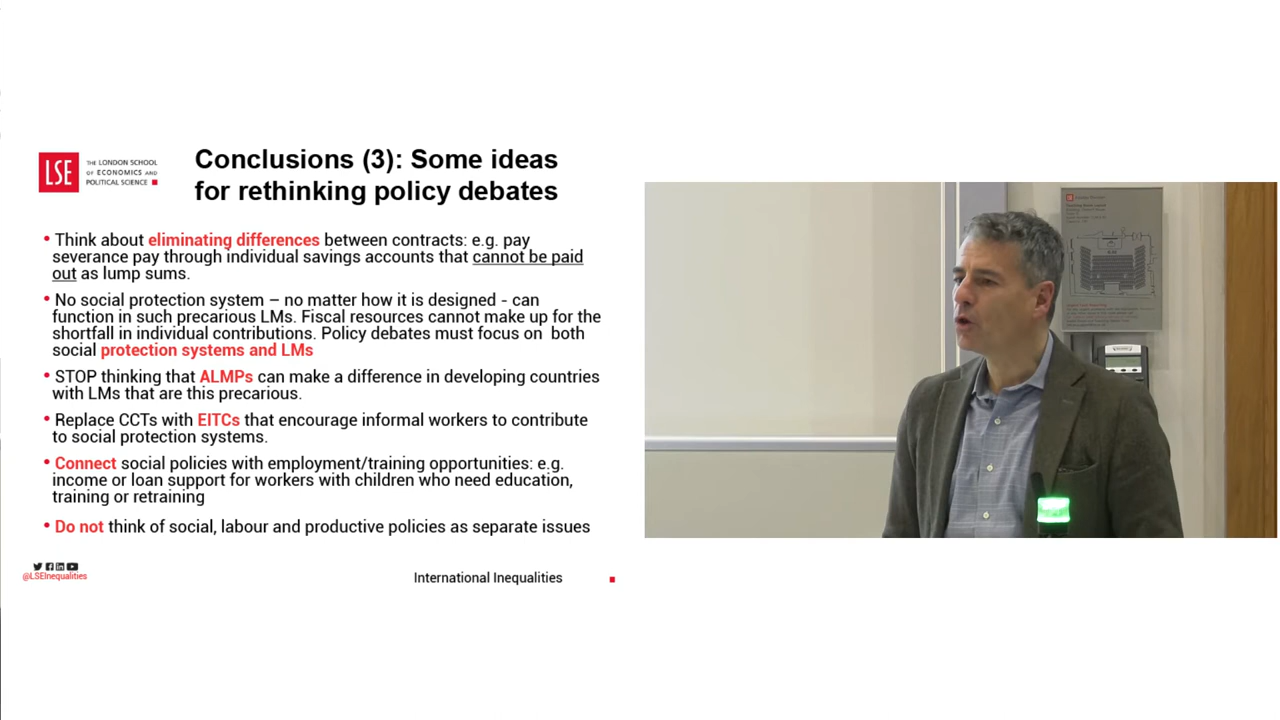 LSE
THE LONDON SCHOOL
OF ECONOMICS AND
POLITICAL SCIENCE
Conclusions (3): Some ideas
for rethinking policy debates
• Think about eliminating differences between contracts: e.g. pay
severance pay through individual savings accounts that cannot be paid
out as lump sums.
• No social protection system – no matter how it is designed - can
function in such precarious LMs. Fiscal resources cannot make up for the
shortfall in individual contributions. Policy debates must focus on both
social protection systems and LMs
• STOP thinking that ALMPs can make a difference in developing countries
with LMs that are this precarious.
• Replace CCTs with EITCs that encourage informal workers to contribute
to social protection systems.
• Connect social policies with employment/training opportunities: e.g.
income or loan support for workers with children who need education,
training or retraining
• Do not think of social, labour and productive policies as separate issues
@LSEInequalities
International Inequalities